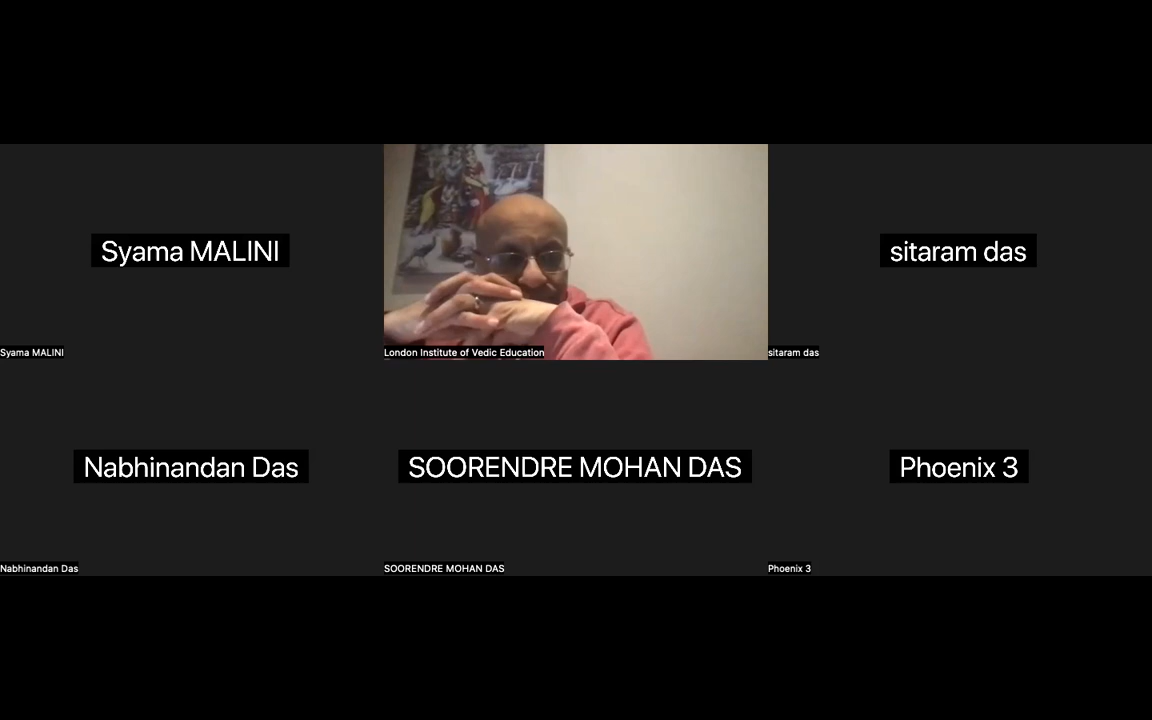 Syama MALINI
sitaram das
Syama MALINI
London Institute of Vedic Education
sitaram das
Nabhinandan Das
SOORENDRE MOHAN DAS
Phoenix 3
Nabhinandan Das
SOORENDRE MOHAN DAS
Phoenix 3